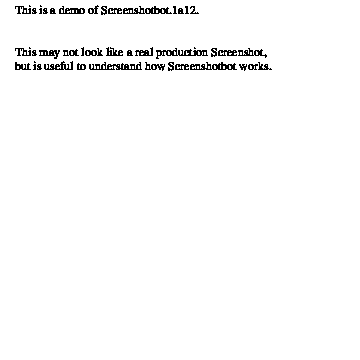 This is a demo of Screenshotbot.1a12.
This may not look like a real production Screenshot,
but is useful to understand how Screenshotbot works.